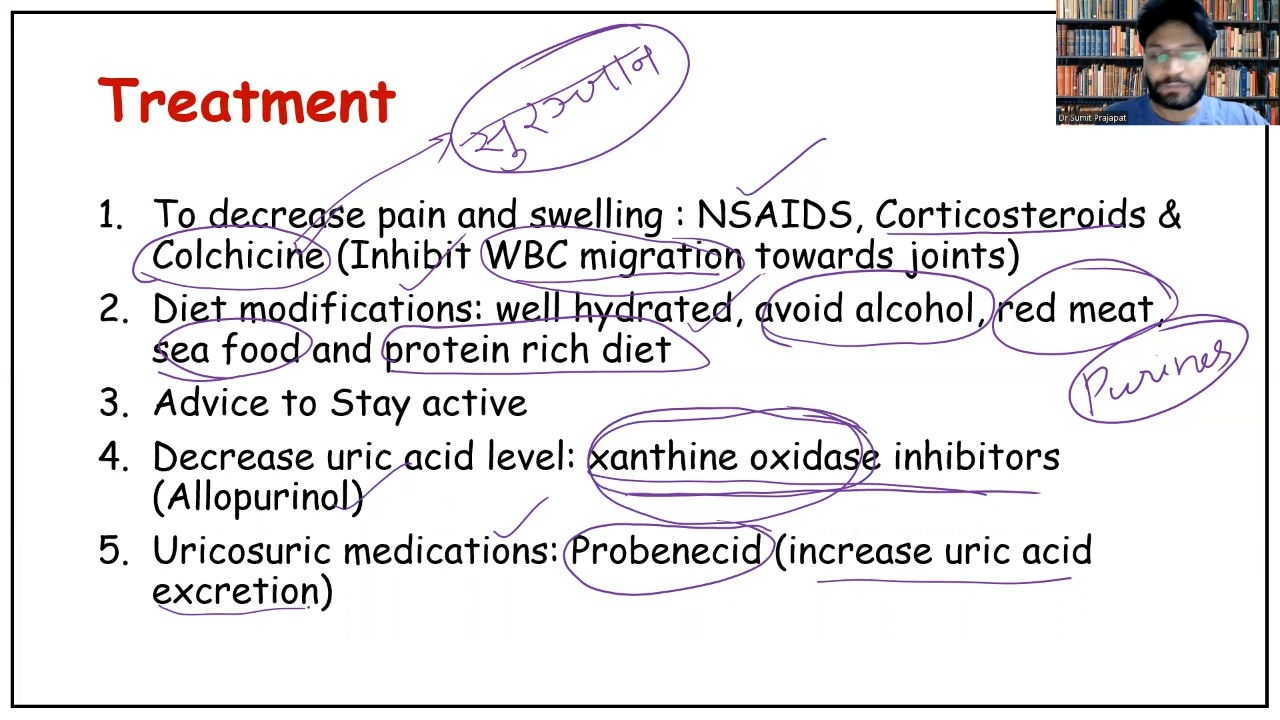 Treatment
सुरञ्जान
Dr.Sumit Prajapat
1. To decrease pain and swelling : NSAIDS, Corticosteroids &
Colchicine (Inhibit WBC migration towards joints)
2. Diet modifications: well hydrated, avoid alcohol, red meat,
sea food and protein rich diet
Purines
3. Advice to Stay active
4. Decrease uric acid level: xanthine oxidase inhibitors
(Allopurinol)
5. Uricosuric medications: Probenecid (increase uric acid
excretion)